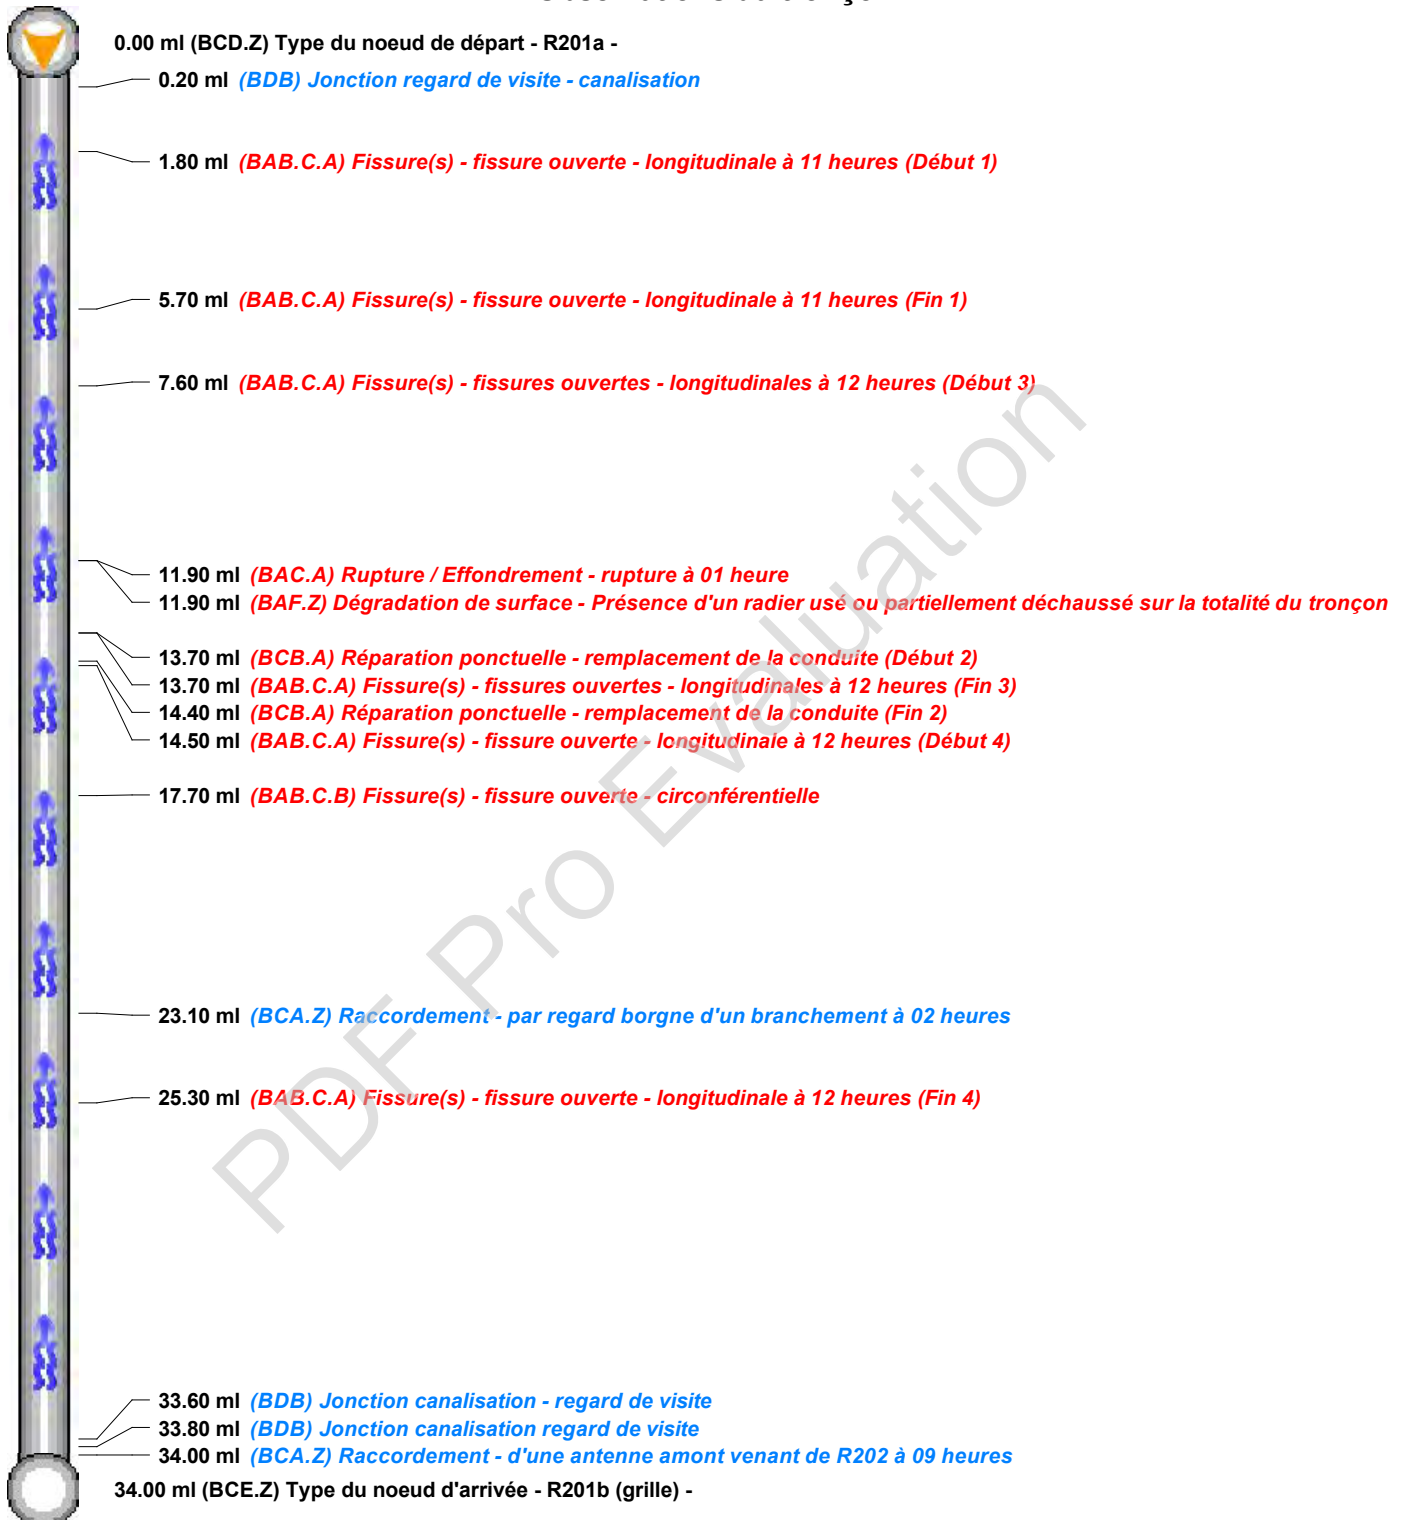 0.00 ml (BCD.Z) Type du noeud de départ - R201a -
0.20 ml (BDB) Jonction regard de visite - canalisation
1.80 ml (BAB.C.A) Fissure(s) - fissure ouverte - longitudinale à 11 heures (Début 1)
5.70 ml (BAB.C.A) Fissure(s) - fissure ouverte - longitudinale à 11 heures (Fin 1)
7.60 ml (BAB.C.A) Fissure(s) - fissures ouvertes - longitudinales à 12 heures (Début 3)
11.90 ml (BAC.A) Rupture / Effondrement - rupture à 01 heure
11.90 ml (BAF.Z) Dégradation de surface - Présence d'un radier usé ou partiellement déchaussé sur la totalité du tronçon
13.70 ml (BCB.A) Réparation ponctuelle - remplacement de la conduite (Début 2)
13.70 ml (BAB.C.A) Fissure(s) - fissures ouvertes - longitudinales à 12 heures (Fin 3)
14.40 ml (BCB.A) Réparation ponctuelle - remplacement de la conduite (Fin 2)
14.50 ml (BAB.C.A) Fissure(s) - fissure ouverte - longitudinale à 12 heures (Début 4)
17.70 ml (BAB.C.B) Fissure(s) - fissure ouverte - circonférentielle
23.10 ml (BCA.Z) Raccordement - par regard borgne d'un branchement à 02 heures
25.30 ml (BAB.C.A) Fissure(s) - fissure ouverte - longitudinale à 12 heures (Fin 4)
33.60 ml (BDB) Jonction canalisation - regard de visite
33.80 ml (BDB) Jonction canalisation regard de visite
34.00 ml (BCA.Z) Raccordement - d'une antenne amont venant de R202 à 09 heures
34.00 ml (BCE.Z) Type du noeud d'arrivée - R201b (grille) -
PDF Pro Evaluation